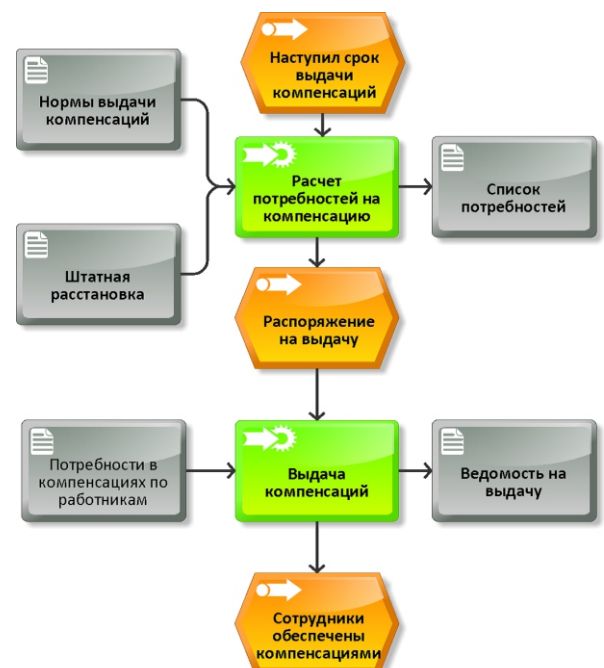 Наступил срок
выдачи
компенсаций
Нормы выдачи
компенсаций
Расчет
потребностей на
компенсацию
Список
потребностей
Штатная
расстановка
Распоряжение
на выдачу
Потребности в
компенсациях по
работникам
Выдача
компенсаций
Ведомость на
выдачу
Сотрудники
обеспечены
компенсациями